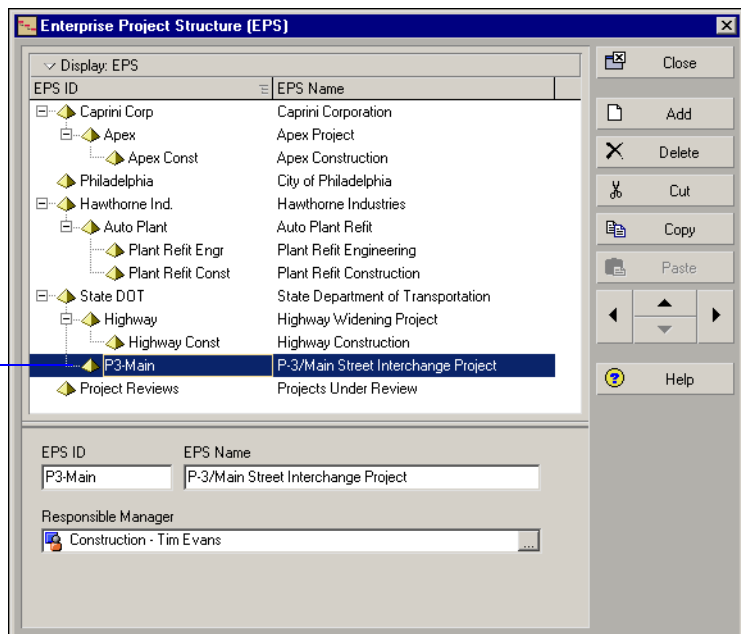 Enterprise Project Structure (EPS)
Display: EPS
EPS ID EPS Name
Caprini Corp Caprini Corporation
Apex Apex Project
Apex Const Apex Construction
Philadelphia City of Philadelphia
Hawthorne Ind. Hawthorne Industries
Auto Plant Auto Plant Refit
Plant Refit Engr Plant Refit Engineering
Plant Refit Const Plant Refit Construction
State DOT State Department of Transportation
Highway Highway Widening Project
Highway Const Highway Construction
P3-Main P-3/Main Street Interchange Project
Project Reviews Projects Under Review
EPS ID EPS Name
P3-Main P-3/Main Street Interchange Project
Responsible Manager
Construction - Tim Evans ...
Close
Add
Delete
Cut
Copy
Paste
? Help